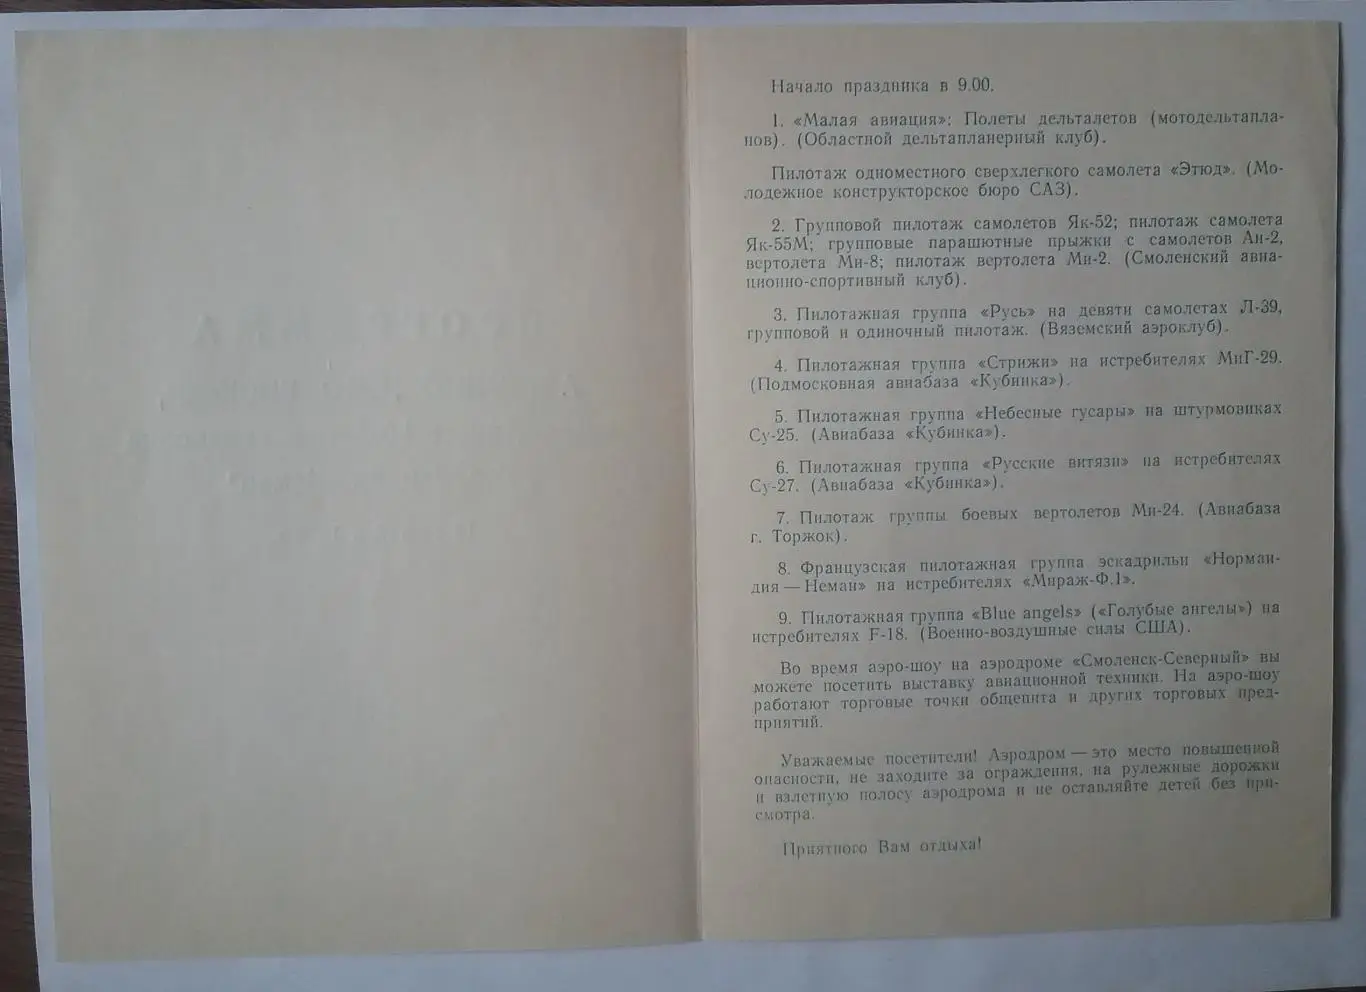 Начало праздника в 9.00.
1. «Малая авиация»: Полеты дельталетов (мотодельтапла-
нов). (Областной дельтапланерный клуб).
Пилотаж одноместного сверхлегкого самолета «Этюд». (Мо-
лодежное конструкторское бюро САЗ).
2. Групповой пилотаж самолетов Як-52; пилотаж самолета
Як-55М; групповые парашютные прыжки с самолетов Ан-2,
вертолета Ми-8; пилотаж вертолета Ми-2. (Смоленский авиа-
ционно-спортивный клуб).
3. Пилотажная группа «Русь» на девяти самолетах Л-39,
групповой и одиночный пилотаж. (Вяземский аэроклуб).
4. Пилотажная группа «Стрижи» на истребителях МиГ-29.
(Подмосковная авиабаза «Кубинка»).
5. Пилотажная группа «Небесные гусары» на штурмовиках
Су-25. (Авиабаза «Кубинка»).
6. Пилотажная группа «Русские витязи» на истребителях
Су-27. (Авиабаза «Кубинка»).
7. Пилотаж группы боевых вертолетов Ми-24. (Авиабаза
г. Торжок).
8. Французская пилотажная группа эскадрильи «Норман-
дия — Неман» на истребителях «Мираж-Ф.1».
9. Пилотажная группа «Blue angels» («Голубые ангелы») на
истребителях F-18. (Военно-воздушные силы США).
Во время аэро-шоу на аэродроме «Смоленск-Северный» вы
можете посетить выставку авиационной техники. На аэро-шоу
работают торговые точки общепита и других торговых пред-
приятий.
Уважаемые посетители! Аэродром — это место повышенной
опасности, не заходите за ограждения, на рулежные дорожки
и взлетную полосу аэродрома и не оставляйте детей без при-
смотра.
Приятного Вам отдыха!